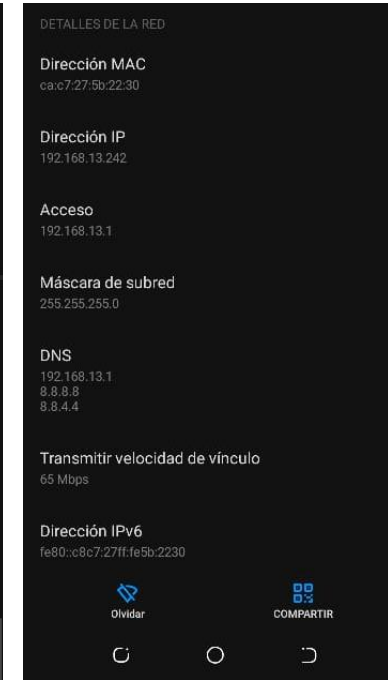 DETALLES DE LA RED
Dirección MAC
ca:c7:27:5b:22:30
Dirección IP
192.168.13.242
Acceso
192.168.13.1
Máscara de subred
255.255.255.0
DNS
192.168.13.1
8.8.8.8
8.8.4.4
Transmitir velocidad de vínculo
65 Mbps
Dirección IPv6
fe80::c8c7:27ff:fe5b:2230
Olvidar
COMPARTIR